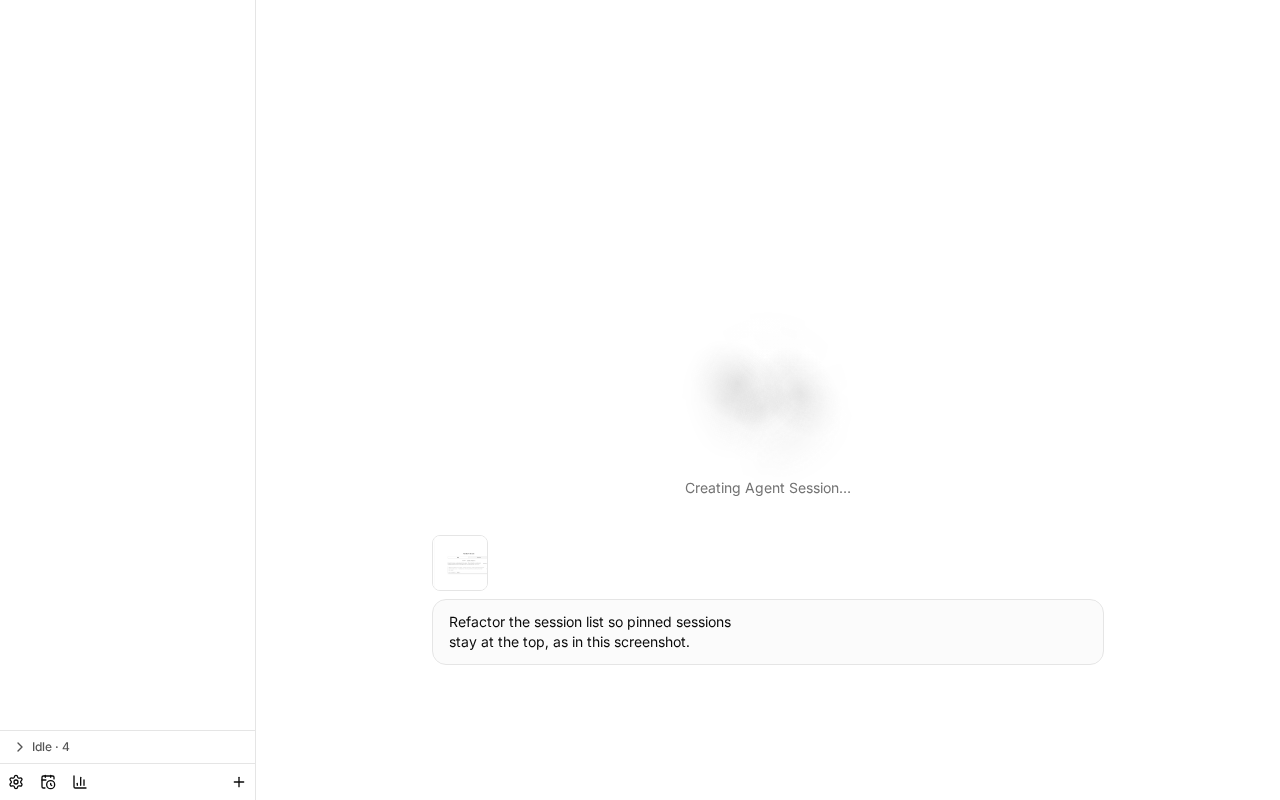 Creating Agent Session...
Refactor the session list so pinned sessions
stay at the top, as in this screenshot.
Idle · 4